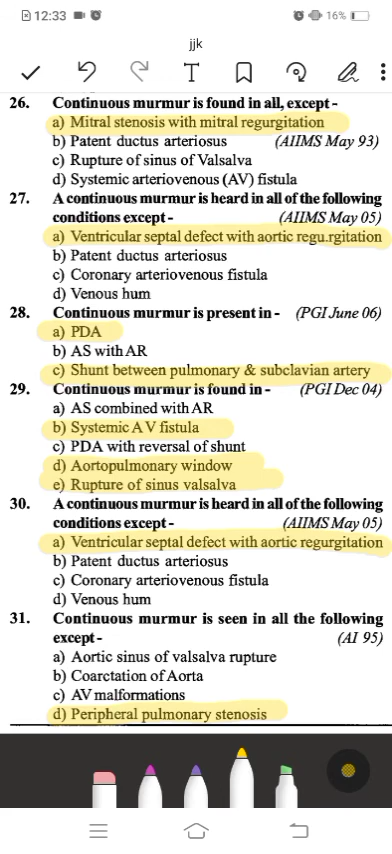 12:33
16%
jjk
T
26. Continuous murmur is found in all, except -
a) Mitral stenosis with mitral regurgitation
b) Patent ductus arteriosus (AIIMS May 93)
c) Rupture of sinus of Valsalva
d) Systemic arteriovenous (AV) fistula
27. A continuous murmur is heard in all of the following
conditions except - (AIIMS May 05)
a) Ventricular septal defect with aortic regu.rgitation
b) Patent ductus arteriosus
c) Coronary arteriovenous fistula
d) Venous hum
28. Continuous murmur is present in - (PGI June 06)
a) PDA
b) AS with AR
c) Shunt between pulmonary & subclavian artery
29. Continuous murmur is found in - (PGI Dec 04)
a) AS combined with AR
b) Systemic A V fistula
c) PDA with reversal of shunt
d) Aortopulmonary window
e) Rupture of sinus valsalva
30. A continuous murmur is heard in all of the following
conditions except - (AIIMS May 05)
a) Ventricular septal defect with aortic regurgitation
b) Patent ductus arteriosus
c) Coronary arteriovenous fistula
d) Venous hum
31. Continuous murmur is seen in all the following
except - (AI 95)
a) Aortic sinus of valsalva rupture
b) Coarctation of Aorta
c) AV malformations
d) Peripheral pulmonary stenosis